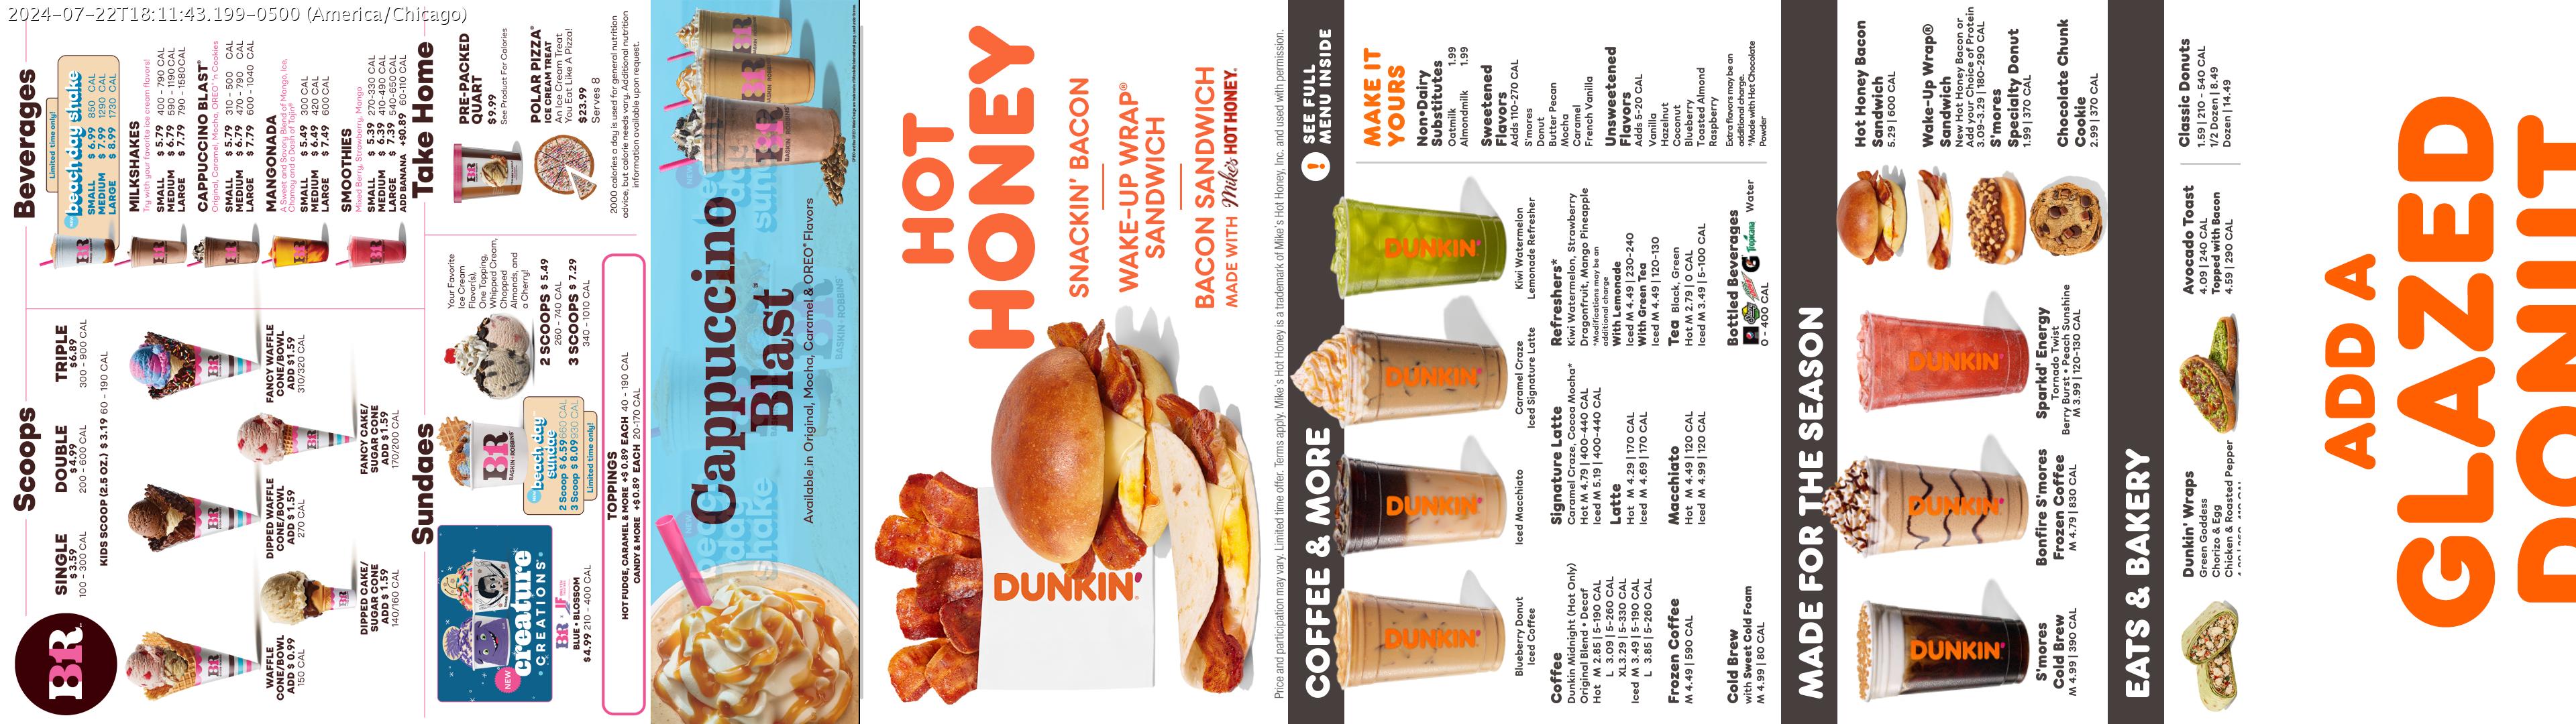 2024-07-22T18:11:43.199-0500 (America/Chicago)
BR
Scoops
SINGLE
$ 3.59
100 - 300 CAL
DOUBLE
$ 4.99
200 - 600 CAL
TRIPLE
$ 6.89
300 - 900 CAL
KIDS SCOOP (2.5 OZ.) $ 3.19 60 - 190 CAL
WAFFLE
CONE/BOWL
ADD $ 0.99
150 CAL
DIPPED CAKE/
SUGAR CONE
ADD $ 1.59
140/160 CAL
DIPPED WAFFLE
CONE/BOWL
ADD $ 1.59
270 CAL
FANCY CAKE/
SUGAR CONE
ADD $1.59
170/200 CAL
FANCY WAFFLE
CONE/BOWL
ADD $1.59
310/320 CAL
Beverages
Limited time only!
beach day shake
SMALL $ 6.99 850 CAL
MEDIUM $ 7.99 1290 CAL
LARGE $ 8.99 1730 CAL
MILKSHAKES
Try with your favorite ice cream flavors!
SMALL $ 5.79 400 - 790 CAL
MEDIUM $ 6.79 590 - 1190 CAL
LARGE $ 7.79 790 - 1580 CAL
CAPPUCCINO BLAST®
Original, Caramel, Mocha, OREO® 'n Cookies
SMALL $ 5.79 310 - 500 CAL
MEDIUM $ 6.79 470 - 790 CAL
LARGE $ 7.79 600 - 1040 CAL
MANGONADA
A Sweet and Savory Blend of Mango, Ice,
Chamoy and a Dash of Tajín®
SMALL $ 5.49 300 CAL
MEDIUM $ 6.49 420 CAL
LARGE $ 7.49 600 CAL
SMOOTHIES
Mixed Berry, Strawberry, Mango
SMALL $ 5.39 270-330 CAL
MEDIUM $ 6.39 410-490 CAL
LARGE $ 7.39 540-650 CAL
ADD BANANA +$0.89 60-110 CAL
Sundaes
NEW
creature
CREATIONS®
BLUE • BLOSSOM
$4.99 210 - 400 CAL
BR
BASKIN-ROBBINS
beach day
sundae
2 Scoop $ 6.59 660 CAL
3 Scoop $ 8.09 930 CAL
Limited time only!
Your Favorite
Ice Cream
Flavor(s),
One Topping,
Whipped Cream,
Chopped
Almonds, and
a Cherry!
2 SCOOPS $ 5.49
260 - 740 CAL
3 SCOOPS $ 7.29
340 - 1010 CAL
TOPPINGS
HOT FUDGE, CARAMEL & MORE +$ 0.89 EACH 40 - 190 CAL
CANDY & MORE +$ 0.89 EACH 20-170 CAL
Take Home
PRE-PACKED
QUART
$ 9.99
See Product For Calories
POLAR PIZZA®
ICE CREAM TREAT
An Ice Cream Treat
You Eat Like A Pizza!
$23.99
Serves 8
2000 calories a day is used for general nutrition
advice, but calorie needs vary. Additional nutrition
information available upon request.
Cappuccino
Blast®
Available in Original, Mocha, Caramel & OREO® Flavors
BR
BASKIN ROBBINS
DUNKIN'
HOT
HONEY
SNACKIN' BACON
WAKE-UP WRAP®
SANDWICH
BACON SANDWICH
MADE WITH Mike's HOT HONEY.
Price and participation may vary. Limited time offer. Terms apply. Mike's Hot Honey is a trademark of Mike's Hot Honey, Inc. and used with permission.
COFFEE & MORE
! SEE FULL
MENU INSIDE
DUNKIN'
Blueberry Donut
Iced Coffee
DUNKIN'
Iced Macchiato
DUNKIN'
Caramel Craze
Iced Signature Latte
DUNKIN'
Kiwi Watermelon
Lemonade Refresher
Coffee
Dunkin Midnight (Hot Only)
Original Blend • Decaf
Hot M 2.85 | 5-190 CAL
L 3.09 | 5-260 CAL
XL 3.29 | 5-330 CAL
Iced M 3.49 | 5-190 CAL
L 3.85 | 5-260 CAL
Frozen Coffee
M 4.49 | 590 CAL
Cold Brew
with Sweet Cold Foam
M 4.99 | 80 CAL
Signature Latte
Caramel Craze, Cocoa Mocha*
Hot M 4.79 | 400-440 CAL
Iced M 5.19 | 400-440 CAL
Latte
Hot M 4.29 | 170 CAL
Iced M 4.69 | 170 CAL
Macchiato
Hot M 4.49 | 120 CAL
Iced M 4.99 | 120 CAL
Refreshers*
Kiwi Watermelon, Strawberry
Dragonfruit, Mango Pineapple
*Modifications may be an
additional charge
With Lemonade
Iced M 4.49 | 230-240
With Green Tea
Iced M 4.49 | 120-130
Tea Black, Green
Hot M 2.79 | 0 CAL
Iced M 3.49 | 5-100 CAL
Bottled Beverages
Tropicana Water
0 - 400 CAL
MAKE IT
YOURS
Non-Dairy
Substitutes
Oatmilk 1.99
Almondmilk 1.99
Sweetened
Flavors
Adds 110-270 CAL
S'mores
Donut
Butter Pecan
Mocha
Caramel
French Vanilla
Unsweetened
Flavors
Adds 5-20 CAL
Vanilla
Hazelnut
Coconut
Blueberry
Toasted Almond
Raspberry
Extra flavors may be an
additional charge.
*Made with Hot Chocolate
Powder
MADE FOR THE SEASON
DUNKIN'
S'mores
Cold Brew
M 4.99 | 390 CAL
DUNKIN'
Bonfire S'mores
Frozen Coffee
M 4.79 | 830 CAL
DUNKIN'
Sparkd' Energy
Tornado Twist
Berry Burst • Peach Sunshine
M 3.99 | 120-130 CAL
Hot Honey Bacon
Sandwich
5.29 | 600 CAL
Wake-Up Wrap®
Sandwich
New Hot Honey Bacon or
Add your Choice of Protein
3.09-3.29 | 180-290 CAL
S'mores
Specialty Donut
1.99 | 370 CAL
Chocolate Chunk
Cookie
2.99 | 370 CAL
EATS & BAKERY
Dunkin' Wraps
Green Goddess
Chorizo & Egg
Chicken & Roasted Pepper
Avocado Toast
4.09 | 240 CAL
Topped with Bacon
4.59 | 290 CAL
Classic Donuts
1.59 | 210 - 540 CAL
1/2 Dozen | 8.49
Dozen | 14.49
ADD A
GLAZED
DONUT